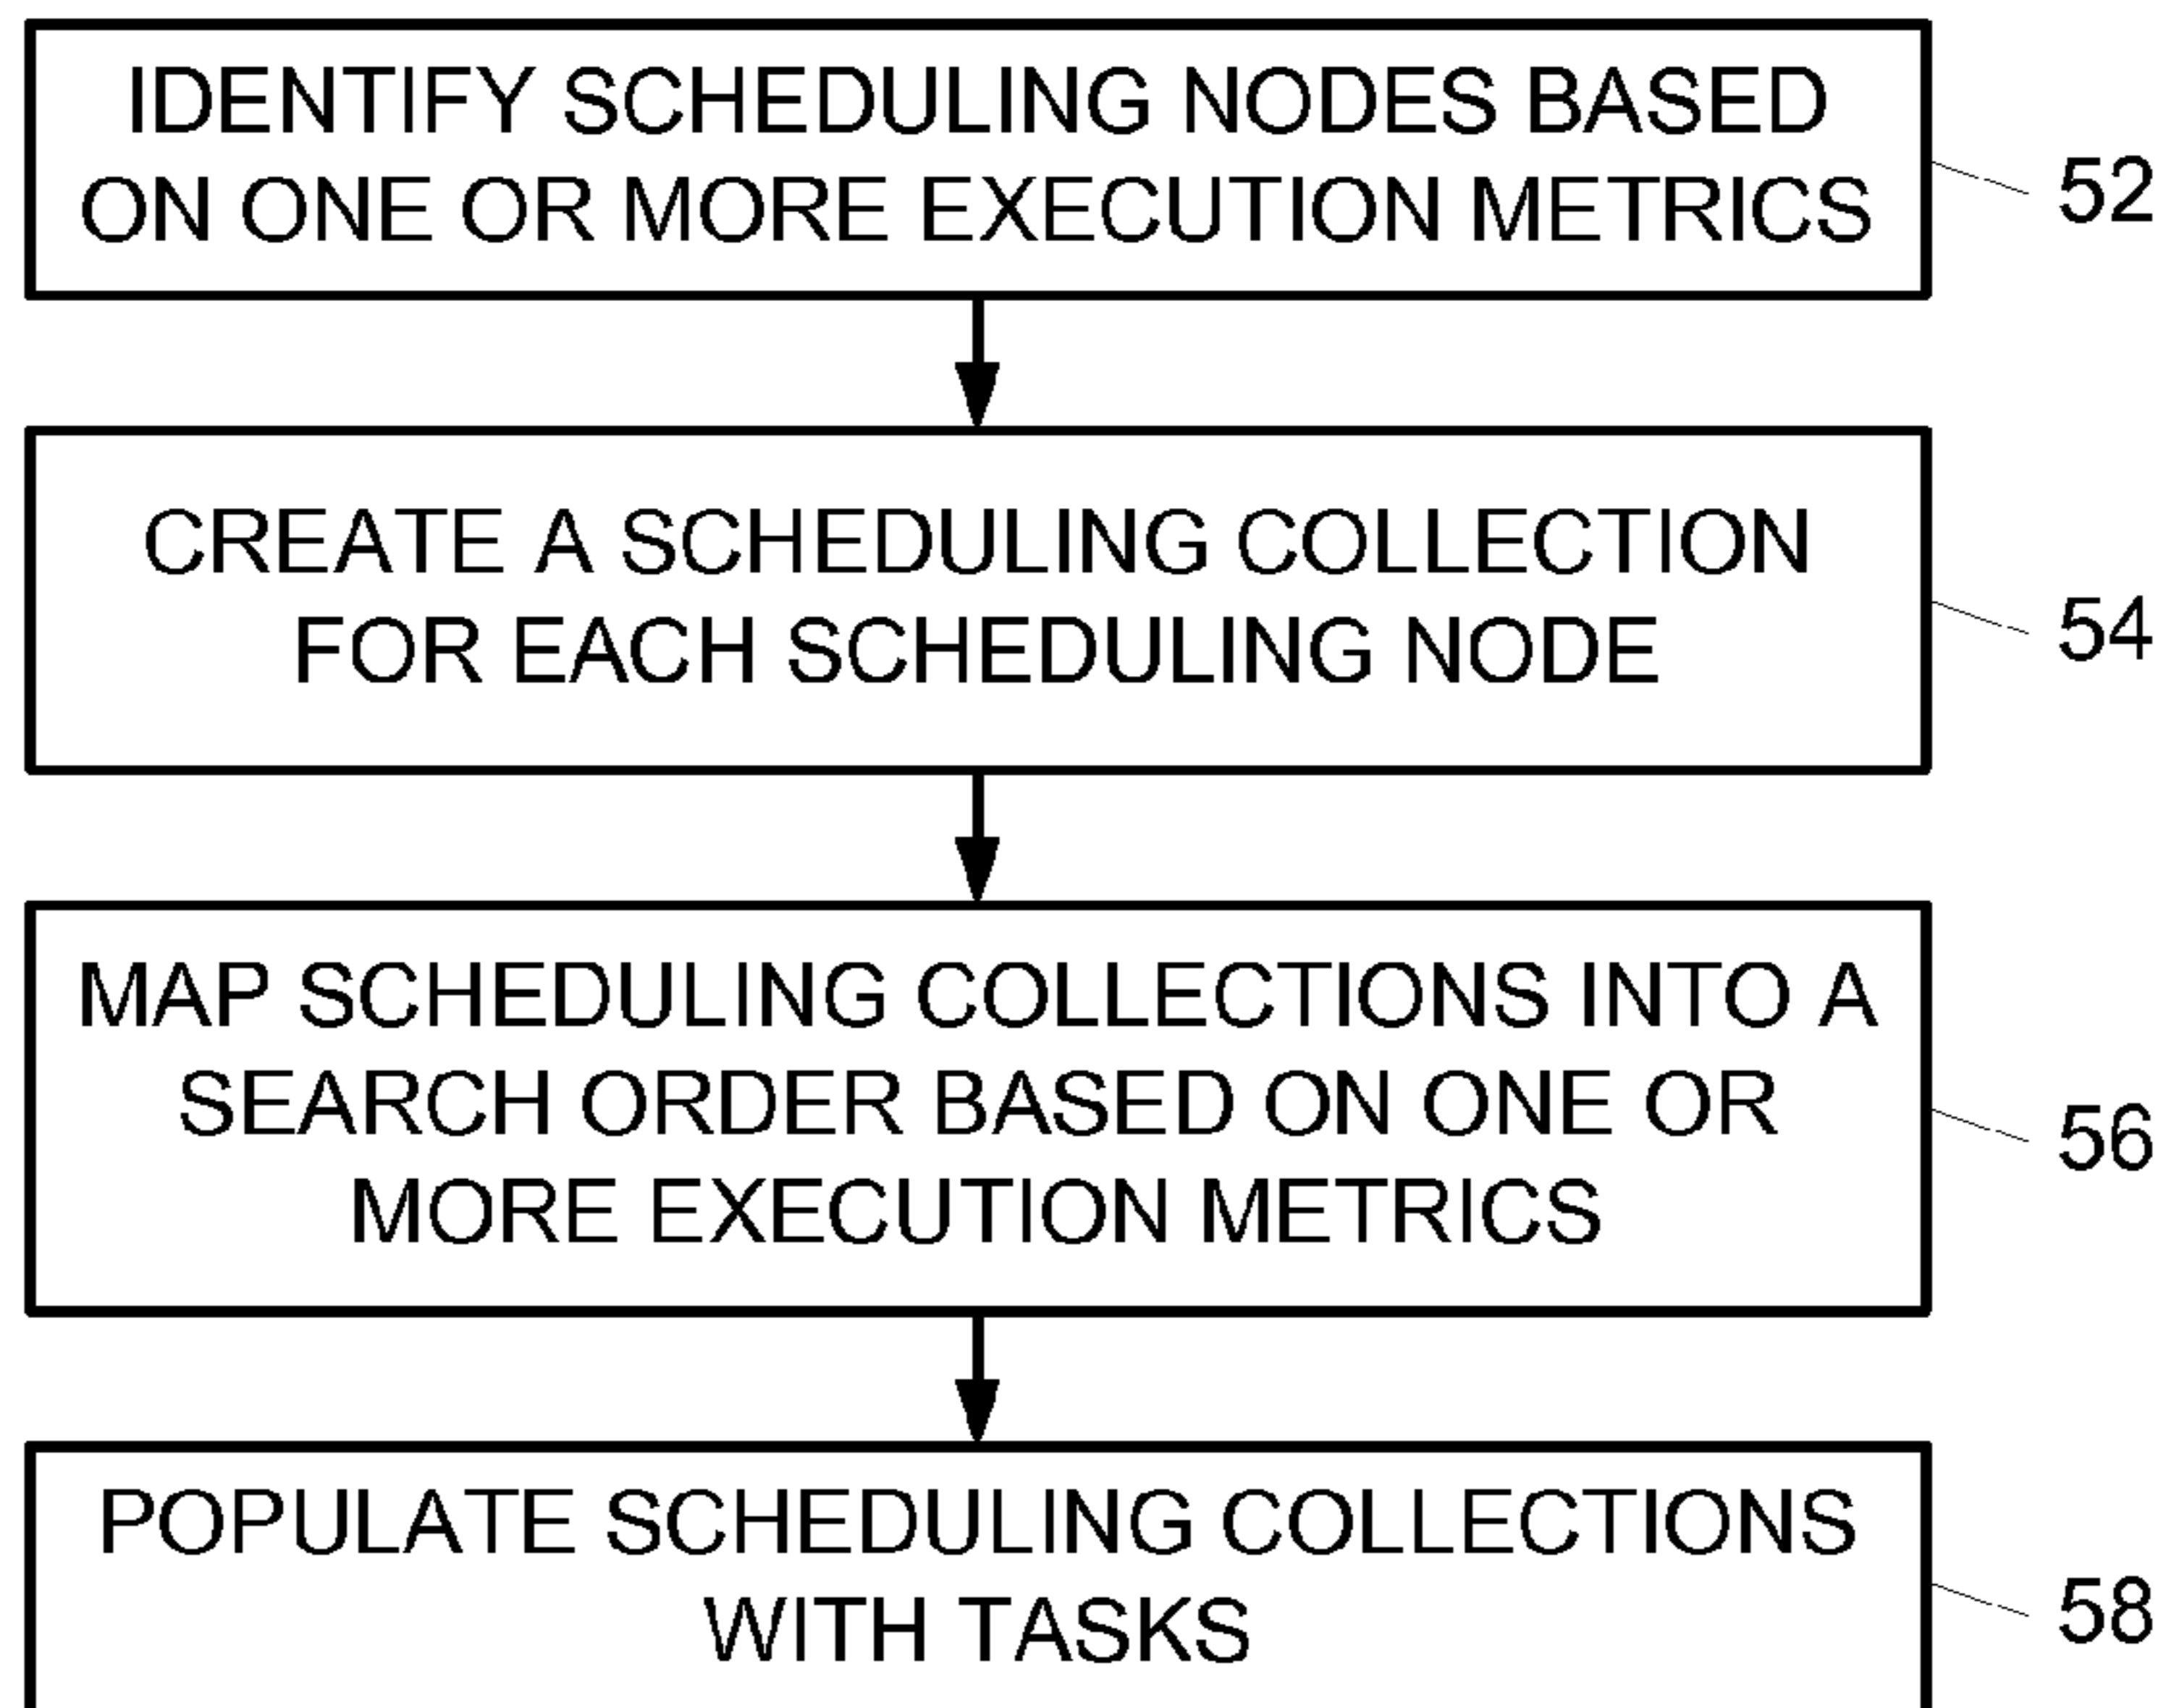 IDENTIFY SCHEDULING NODES BASED
ON ONE OR MORE EXECUTION METRICS
52
CREATE A SCHEDULING COLLECTION
FOR EACH SCHEDULING NODE
54
MAP SCHEDULING COLLECTIONS INTO A
SEARCH ORDER BASED ON ONE OR
MORE EXECUTION METRICS
56
POPULATE SCHEDULING COLLECTIONS
WITH TASKS
58